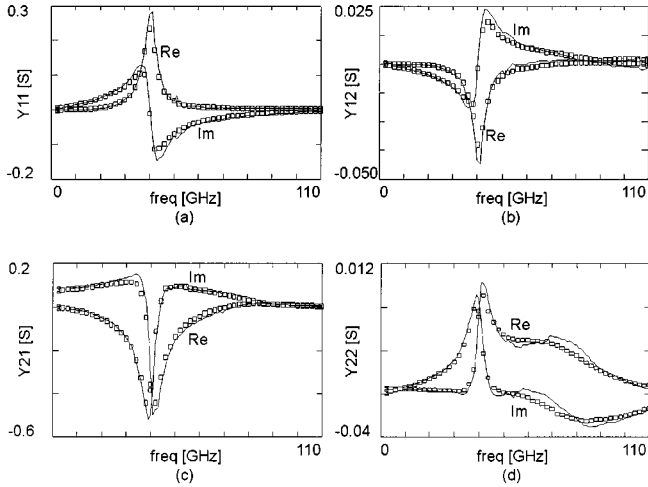 0.3
Y11 [S]
Re
Im
-0.2
0
110
freq [GHz]
(a)
0.025
Y12 [S]
Im
Re
-0.050
0
110
freq [GHz]
(b)
0.2
Y21 [S]
Im
Re
-0.6
0
110
freq [GHz]
(c)
0.012
Y22 [S]
Re
Im
-0.04
0
110
freq [GHz]
(d)